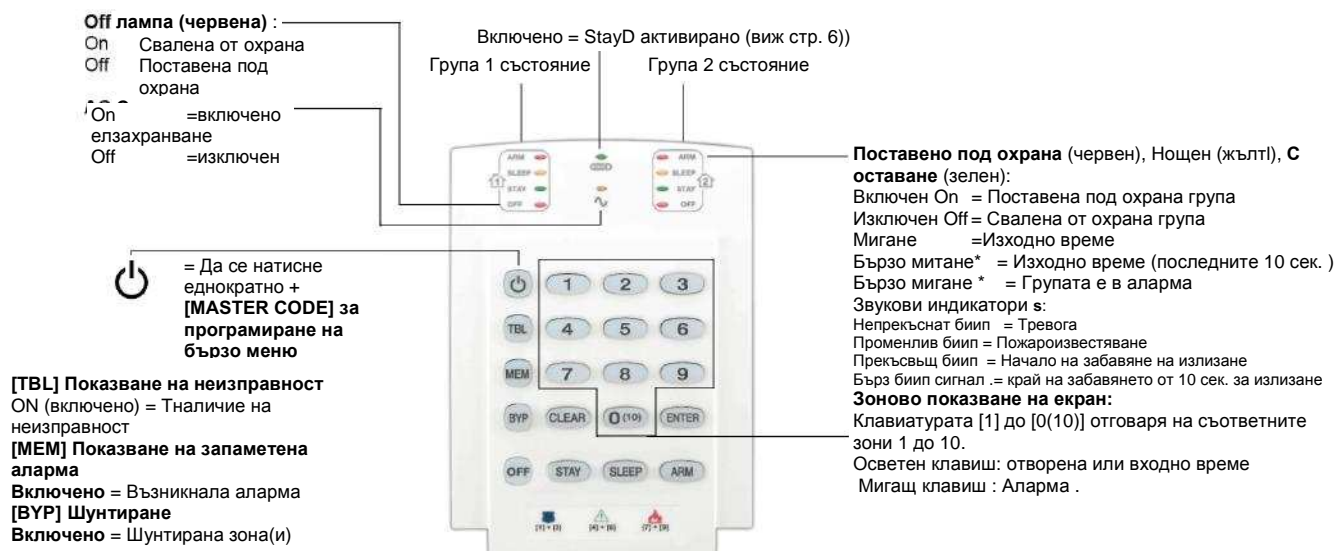 Off лампа (червена) :
On Свалена от охрана
Off Поставена под
охрана
On =включено
елзахранване
Off =изключен
Включено = StayD активирано (виж стр. 6))
Група 1 състояние Група 2 състояние
= Да се натисне
еднократно +
[MASTER CODE] за
програмиране на
бързо меню
[TBL] Показване на неизправност
ON (включено) = Тналичие на
неизправност
[MEM] Показване на запаметена
аларма
Включено = Възникнала аларма
[BYP] Шунтиране
Включено = Шунтирана зона(и)
ARM ARM
SLEEP SLEEP
1 STAY STAY 2
OFF OFF
1 2 3
TBL 4 5 6
MEM 7 8 9
BYP CLEAR 0 (10) ENTER
OFF STAY SLEEP ARM
[1] + [3] [4] + [6] [7] + [9]
Поставено под охрана (червен), Нощен (жълтl), С
оставане (зелен):
Включен On = Поставена под охрана група
Изключен Off = Свалена от охрана група
Мигане =Изходно време
Бързо митане* = Изходно време (последните 10 сек. )
Бързо мигане * = Групата е в аларма
Звукови индикатори s:
Непрекъснат биип = Тревога
Променлив биип = Пожароизвестяване
Прекъсвьщ биип = Начало на забавяне на излизане
Бърз биип сигнал .= край на забавянето от 10 сек. за излизане
Зоново показване на екран:
Клавиатурата [1] до [0(10)] отговаря на съответните
зони 1 до 10.
Осветен клавиш: отворена или входно време
Мигащ клавиш : Аларма .